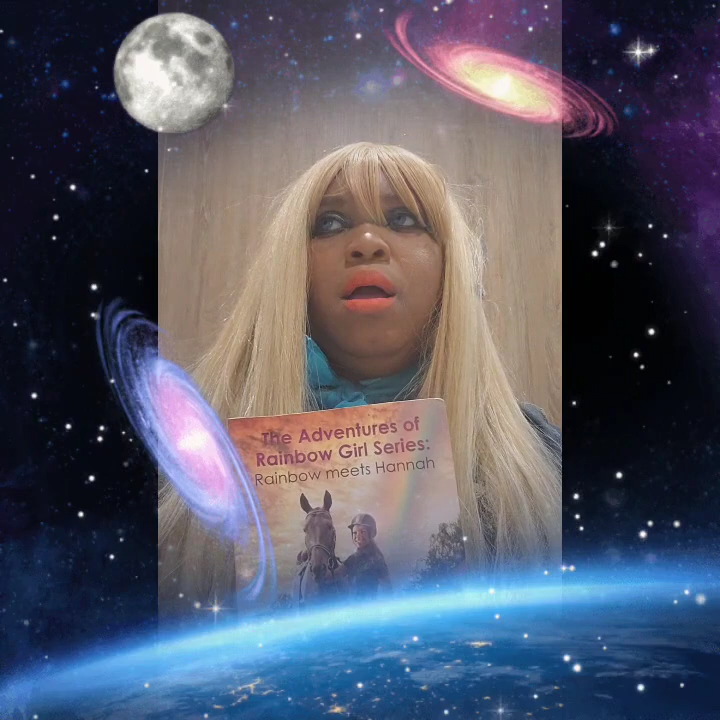 The Adventures of
Rainbow Girl Series:
Rainbow meets Hannah